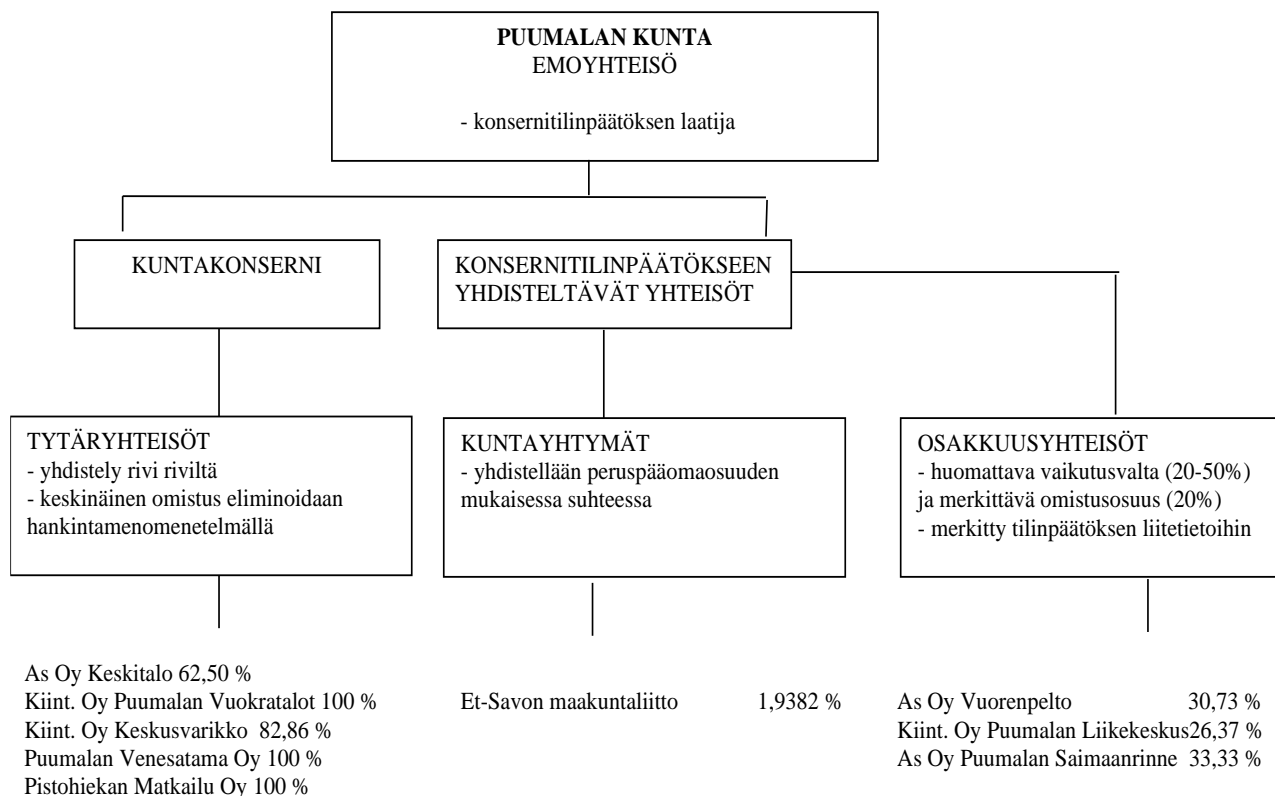 PUUMALAN KUNTA
EMOYHTEISÖ
- konsernitilinpäätöksen laatija
KUNTAKONSERNI
KONSERNITILINPÄÄTÖKSEEN
YHDISTELTÄVÄT YHTEISÖT
TYTÄRYHTEISÖT
- yhdistely rivi riviltä
- keskinäinen omistus eliminoidaan
hankintamenomenetelmällä
KUNTAYHTYMÄT
- yhdistellään peruspääomaosuuden
mukaisessa suhteessa
OSAKKUUSYHTEISÖT
- huomattava vaikutusvalta (20-50%)
ja merkittävä omistusosuus (20%)
- merkitty tilinpäätöksen liitetietoihin
As Oy Keskitalo 62,50 %
Kiint. Oy Puumalan Vuokratalot 100 %
Kiint. Oy Keskusvarikko 82,86 %
Puumalan Venesatama Oy 100 %
Pistohiekan Matkailu Oy 100 %
Et-Savon maakuntaliitto 1,9382 %
As Oy Vuorenpelto 30,73 %
Kiint. Oy Puumalan Liikekeskus26,37 %
As Oy Puumalan Saimaanrinne 33,33 %